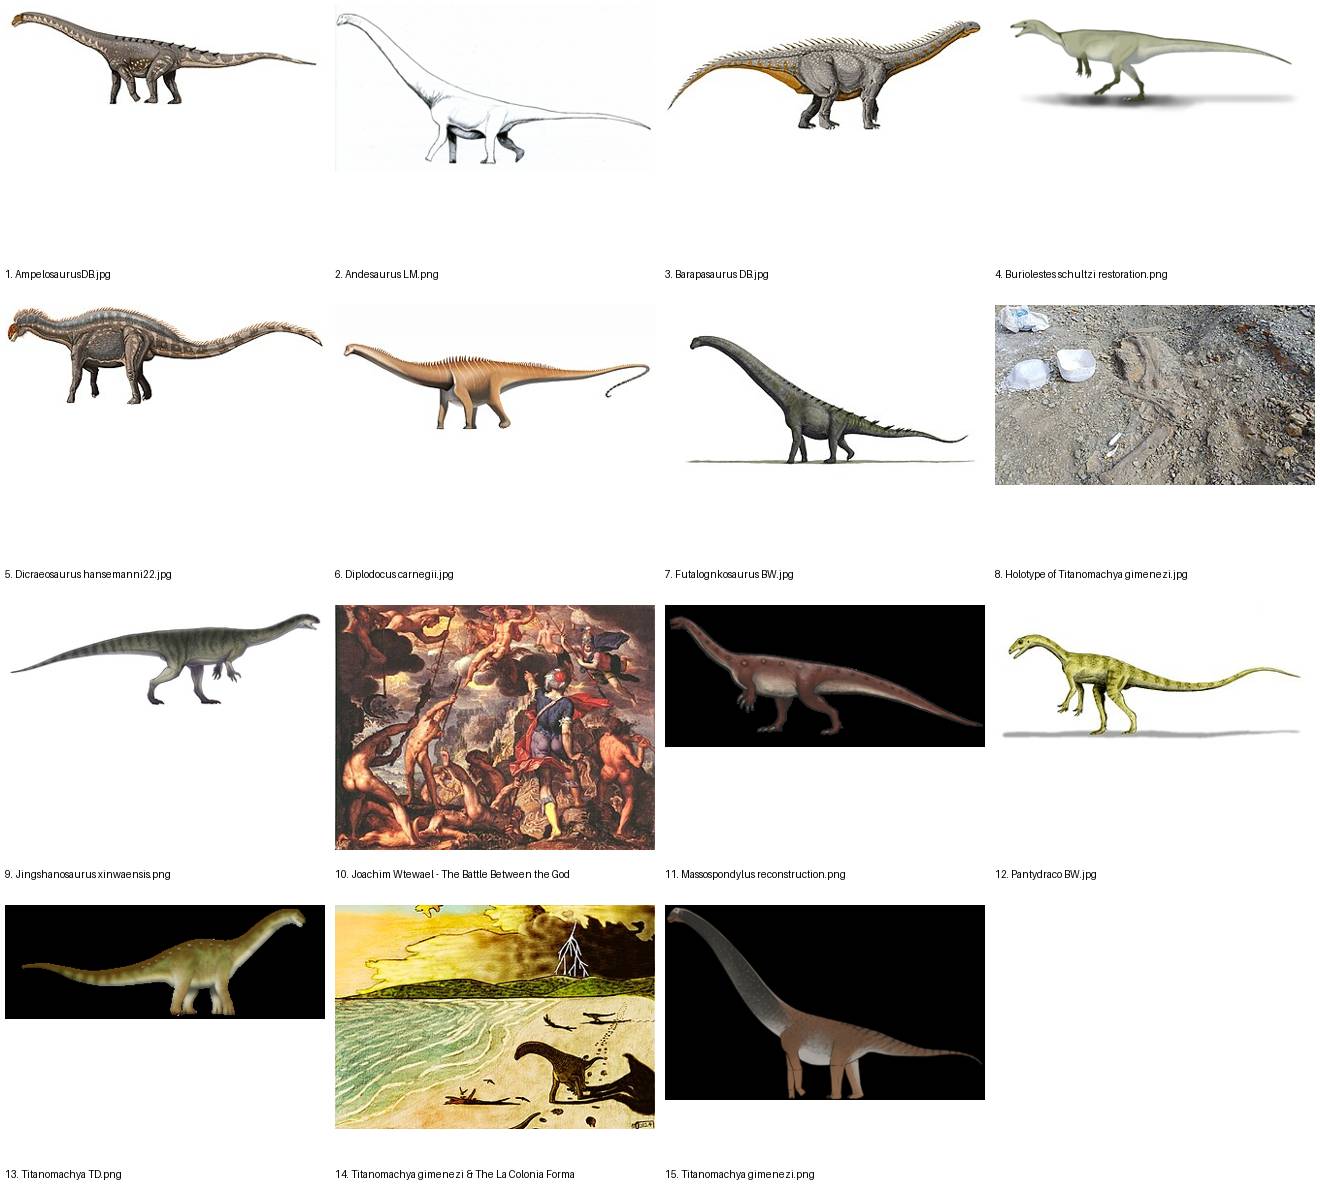 1. AmpelosaurusDB.jpg
2. Andesaurus LM.png
3. Barapasaurus DB.jpg
4. Buriolestes schultzi restoration.png
5. Dicraeosaurus hansemanni22.jpg
6. Diplodocus carnegii.jpg
7. Futalognkosaurus BW.jpg
8. Holotype of Titanomachya gimenezi.jpg
9. Jingshanosaurus xinwaensis.png
10. Joachim Wtewael - The Battle Between the God
11. Massospondylus reconstruction.png
12. Pantydraco BW.jpg
13. Titanomachya TD.png
14. Titanomachya gimenezi & The La Colonia Forma
15. Titanomachya gimenezi.png